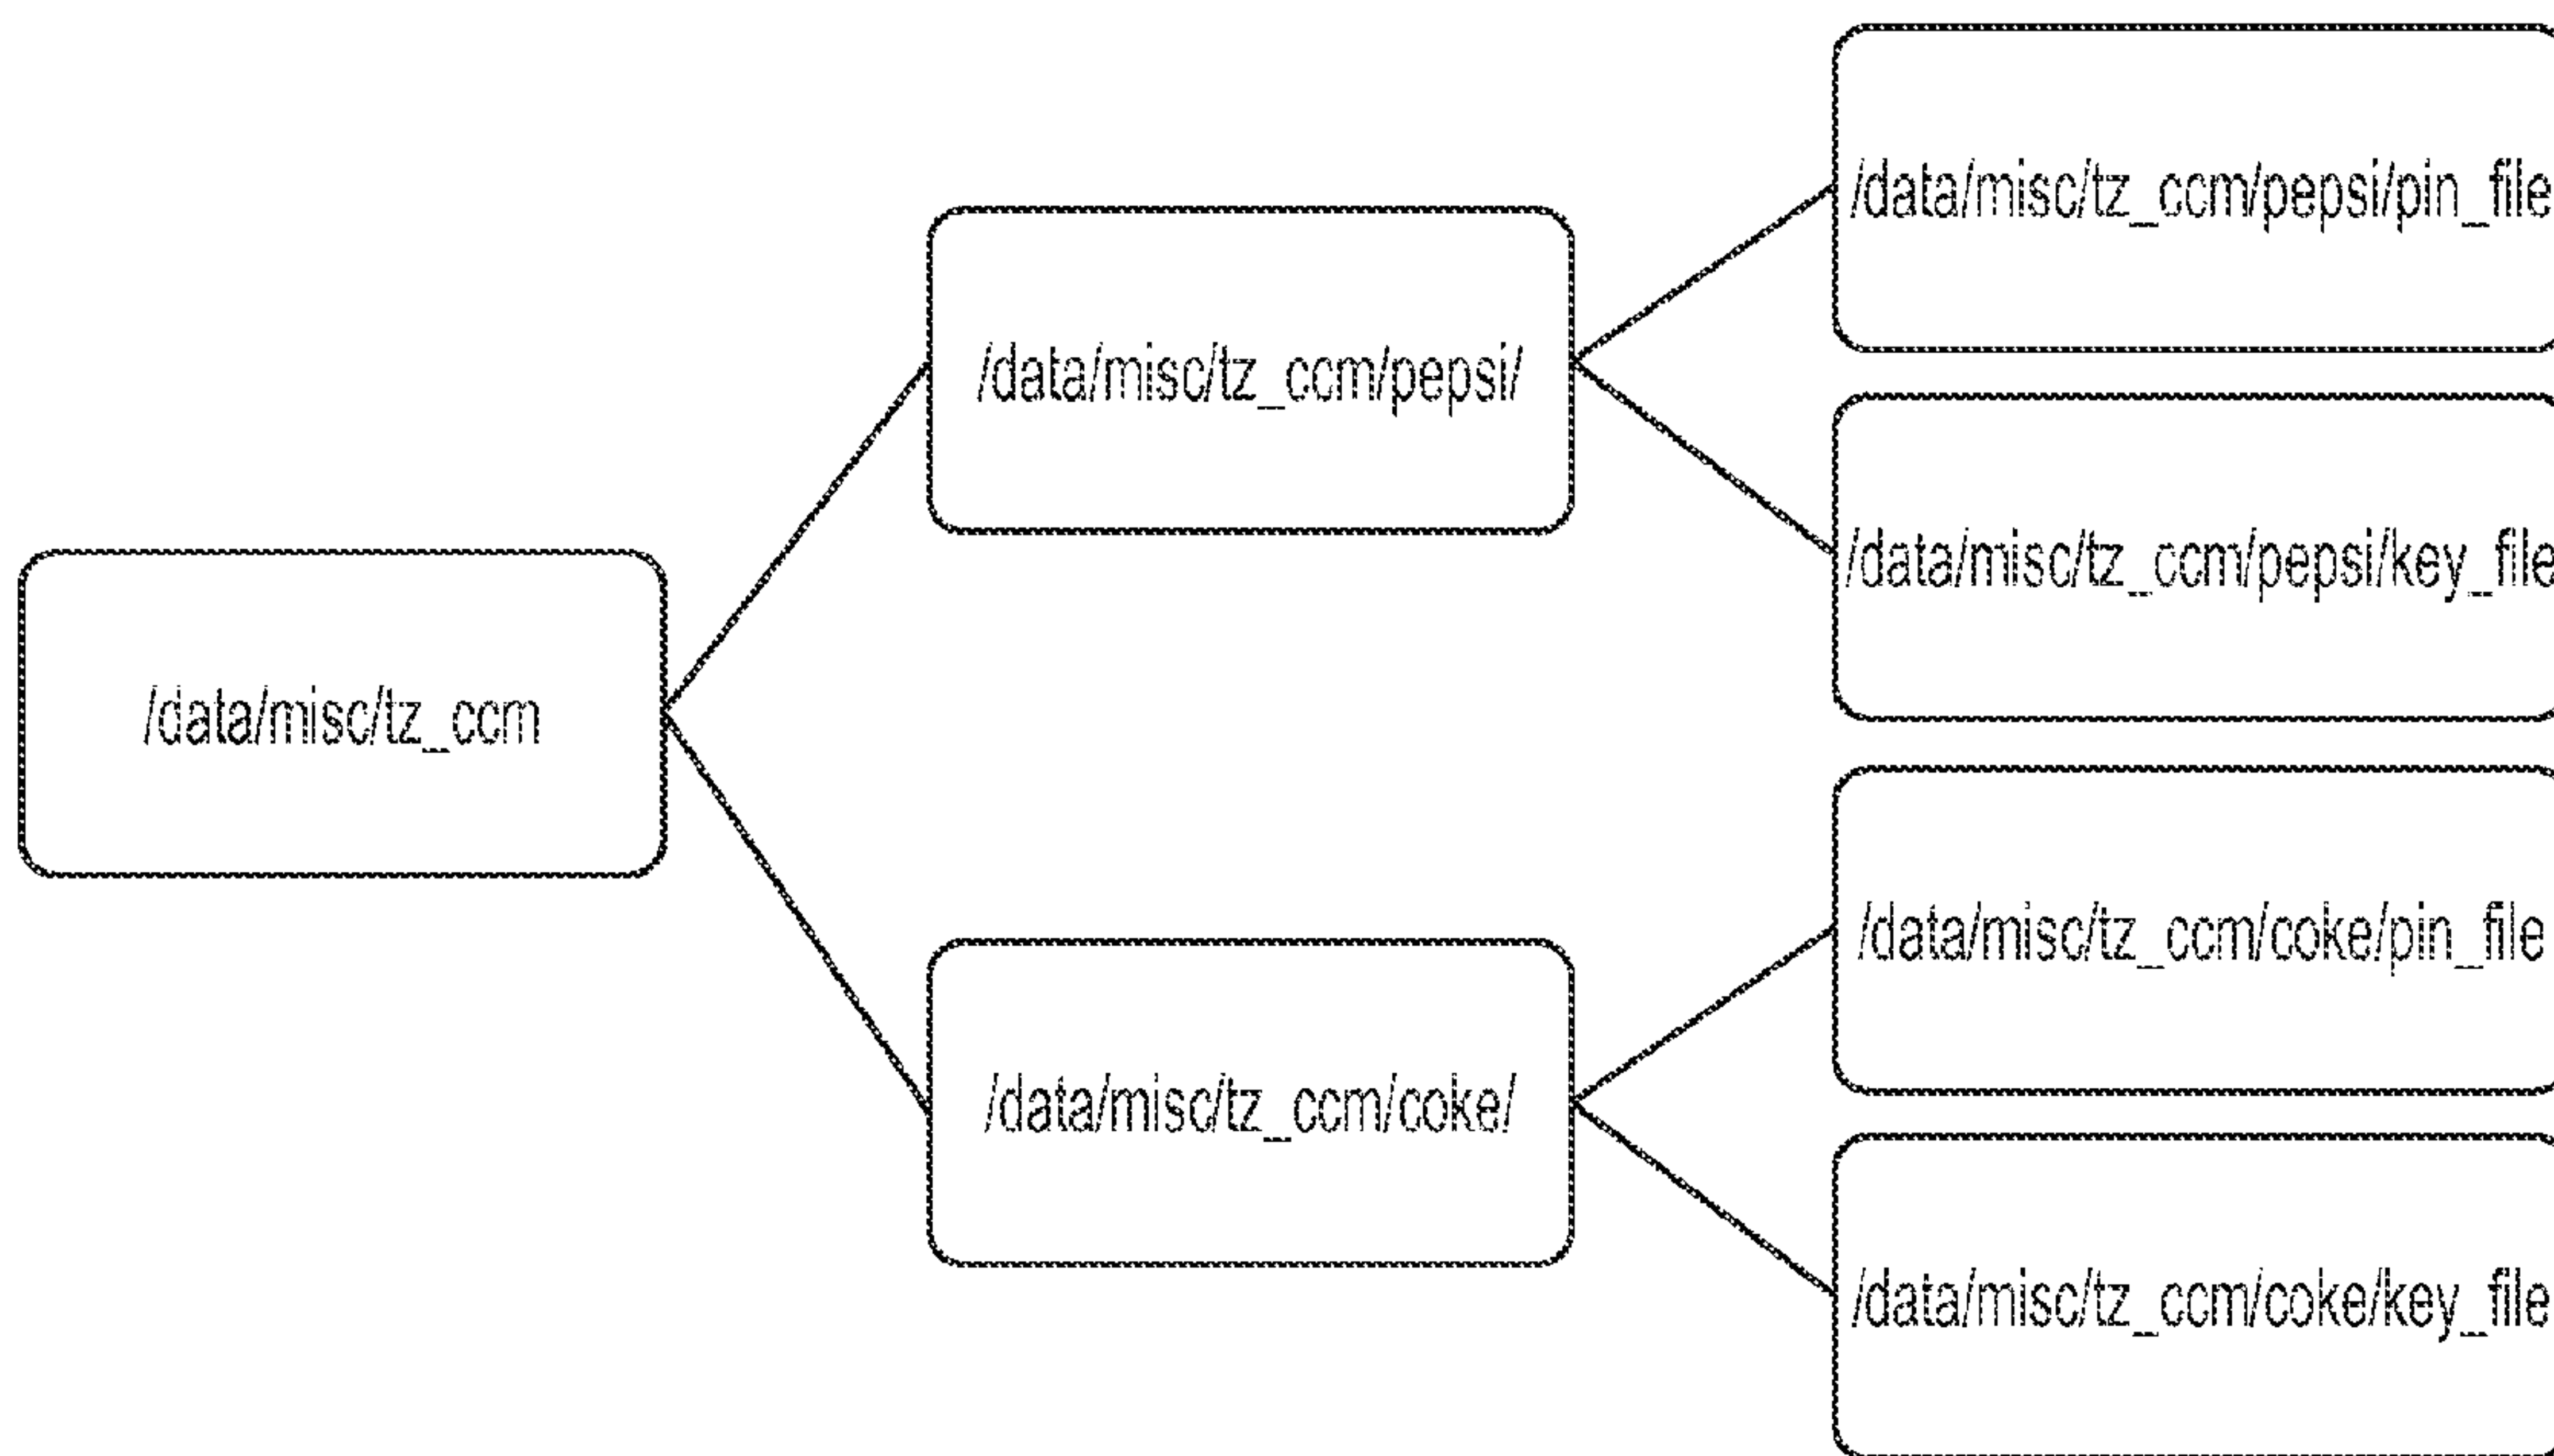 /data/misc/tz_ccm/pepsi/pin_file
/data/misc/tz_ccm/pepsi/
/data/misc/tz_ccm/pepsi/key_file
/data/misc/tz_ccm
/data/misc/tz_ccm/coke/pin_file
/data/misc/tz_ccm/coke/
/data/misc/tz_ccm/coke/key_file